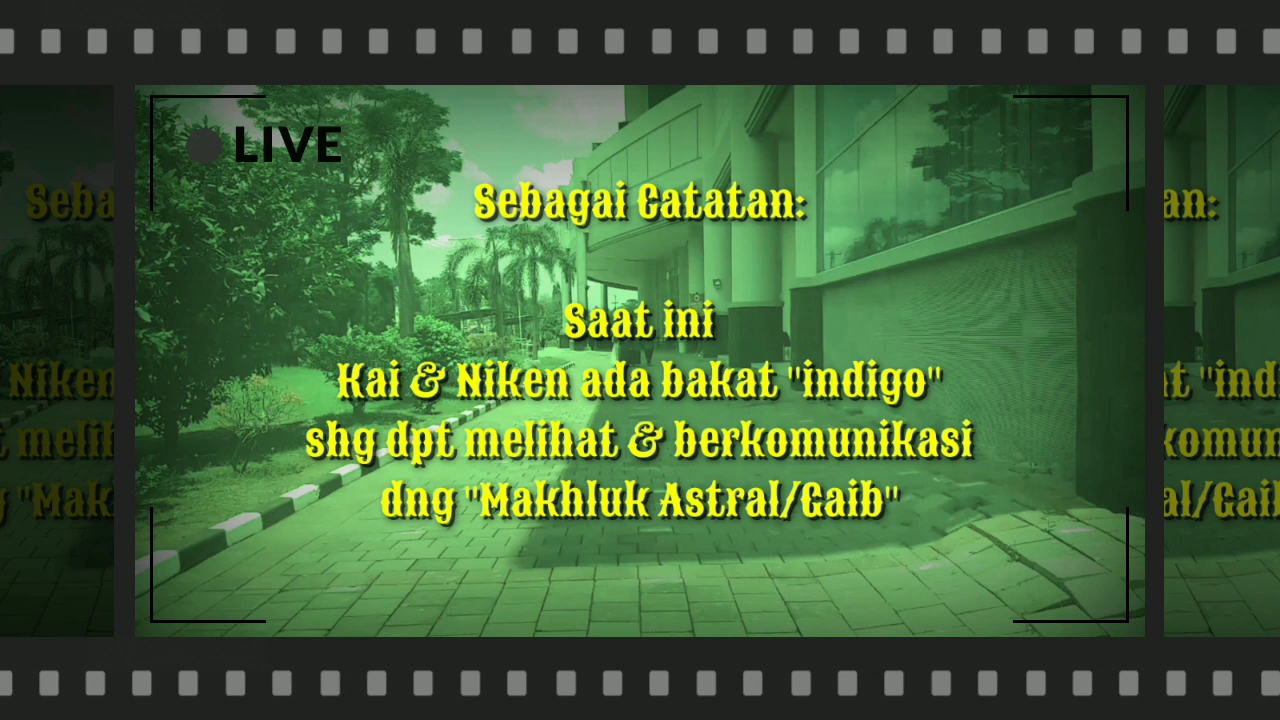 LIVE
Sebagai Catatan:
Saat ini
Kai & Niken ada bakat "indigo"
shg dpt melihat & berkomunikasi
dng "Makhluk Astral/Gaib"